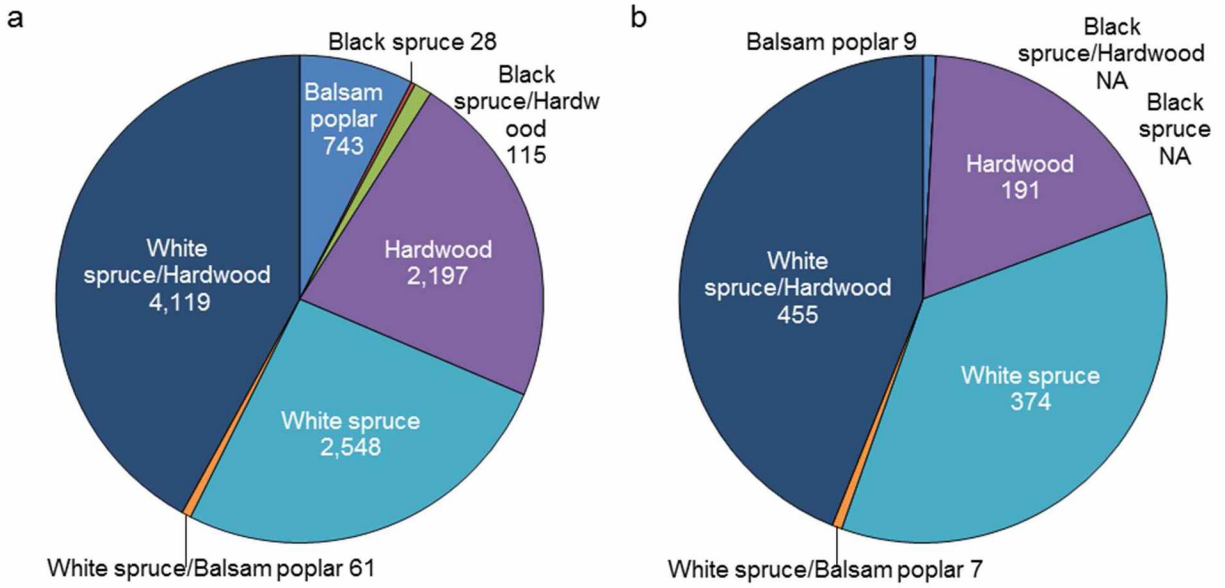 a
Black spruce 28
Black
spruce/Hardw
ood
115
Balsam
poplar
743
Hardwood
2,197
White
spruce/Hardwood
4,119
White spruce
2,548
White spruce/Balsam poplar 61
b
Balsam poplar 9
Black
spruce/Hardwood
NA
Black
spruce
NA
Hardwood
191
White
spruce/Hardwood
455
White spruce
374
White spruce/Balsam poplar 7